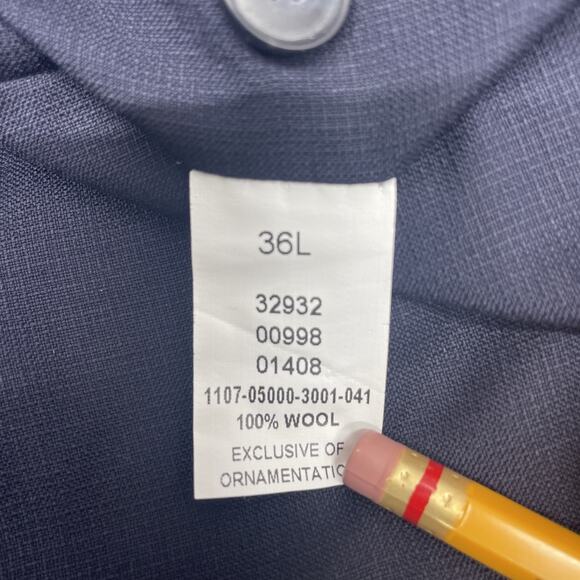 36L
32932
00998
01408
1107-05000-3001-041
100% WOOL
EXCLUSIVE OF
ORNAMENTATIO